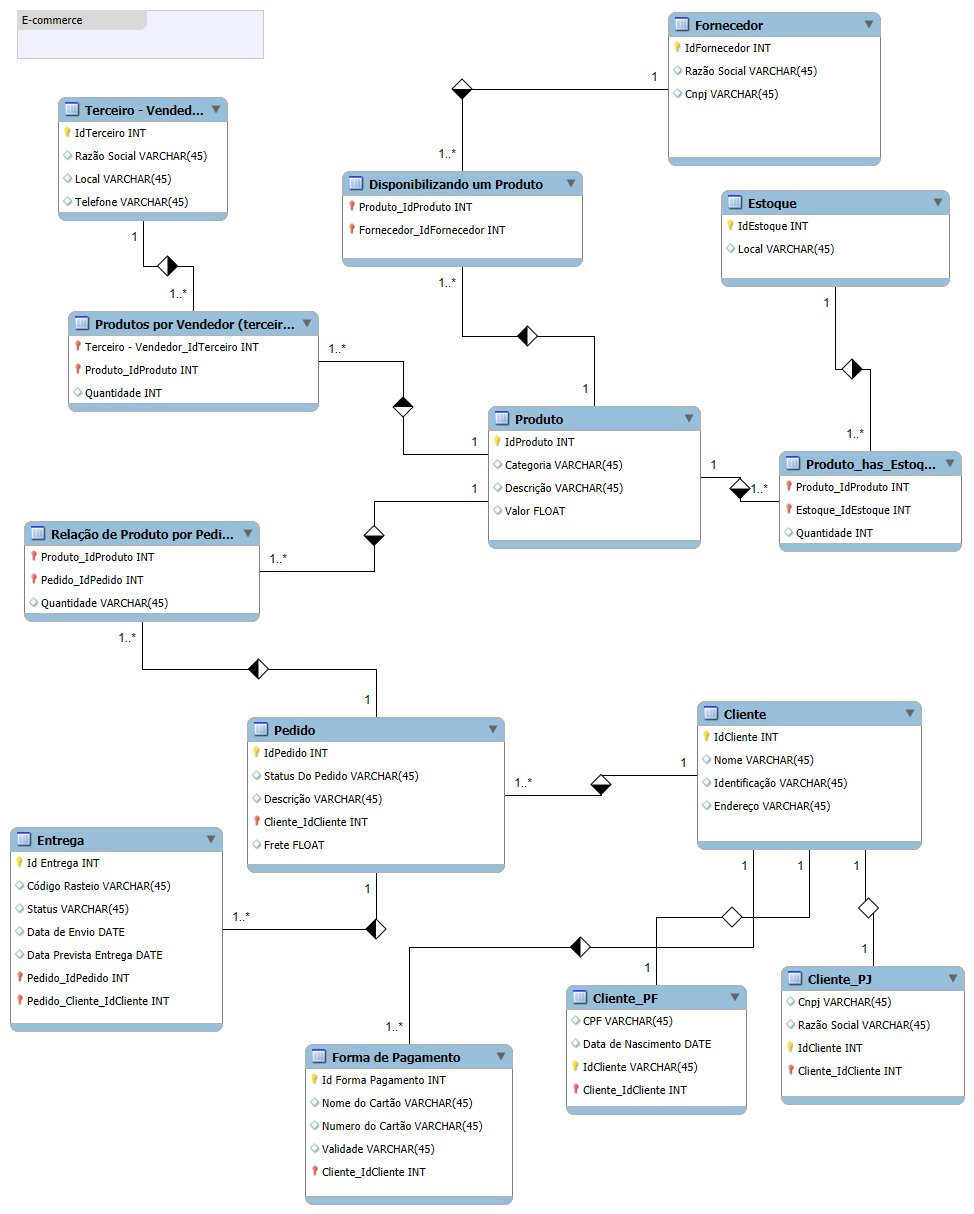 E-commerce
Fornecedor
IdFornecedor INT
Razão Social VARCHAR(45)
Cnpj VARCHAR(45)
1
1..*
Terceiro - Vended...
IdTerceiro INT
Razão Social VARCHAR(45)
Local VARCHAR(45)
Telefone VARCHAR(45)
1
1..*
Disponibilizando um Produto
Produto_IdProduto INT
Fornecedor_IdFornecedor INT
1..*
1
Estoque
IdEstoque INT
Local VARCHAR(45)
1
1..*
Produtos por Vendedor (terceir...
Terceiro - Vendedor_IdTerceiro INT
Produto_IdProduto INT
Quantidade INT
1..*
1
Produto
IdProduto INT
Categoria VARCHAR(45)
Descrição VARCHAR(45)
Valor FLOAT
1
1..*
Produto_has_Estoq...
Produto_IdProduto INT
Estoque_IdEstoque INT
Quantidade INT
1
1..*
Relação de Produto por Pedi...
Produto_IdProduto INT
Pedido_IdPedido INT
Quantidade VARCHAR(45)
1..*
1
Pedido
IdPedido INT
Status Do Pedido VARCHAR(45)
Descrição VARCHAR(45)
Cliente_IdCliente INT
Frete FLOAT
1..*
1
Cliente
IdCliente INT
Nome VARCHAR(45)
Identificação VARCHAR(45)
Endereço VARCHAR(45)
1
1
1
Entrega
Id Entrega INT
Código Rasteio VARCHAR(45)
Status VARCHAR(45)
Data de Envio DATE
Data Prevista Entrega DATE
Pedido_IdPedido INT
Pedido_Cliente_IdCliente INT
1
1..*
1..*
1
1
Forma de Pagamento
Id Forma Pagamento INT
Nome do Cartão VARCHAR(45)
Numero do Cartão VARCHAR(45)
Validade VARCHAR(45)
Cliente_IdCliente INT
Cliente_PF
CPF VARCHAR(45)
Data de Nascimento DATE
IdCliente VARCHAR(45)
Cliente_IdCliente INT
Cliente_PJ
Cnpj VARCHAR(45)
Razão Social VARCHAR(45)
IdCliente INT
Cliente_IdCliente INT